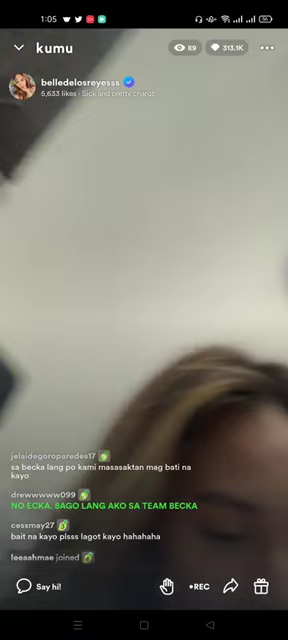 1:05
kumu
89
313.1K
belledelosreyesss
5,633 likes · Sick and pretty charot
jelaidegoroparedes17
sa becka lang po kami masasaktan mag bati na
kayo
drewwwww099
NO ECKA, BAGO LANG AKO SA TEAM BECKA
cessmay27
bait na kayo plsss lagot kayo hahahaha
leeaahmae joined
Say hi!
REC